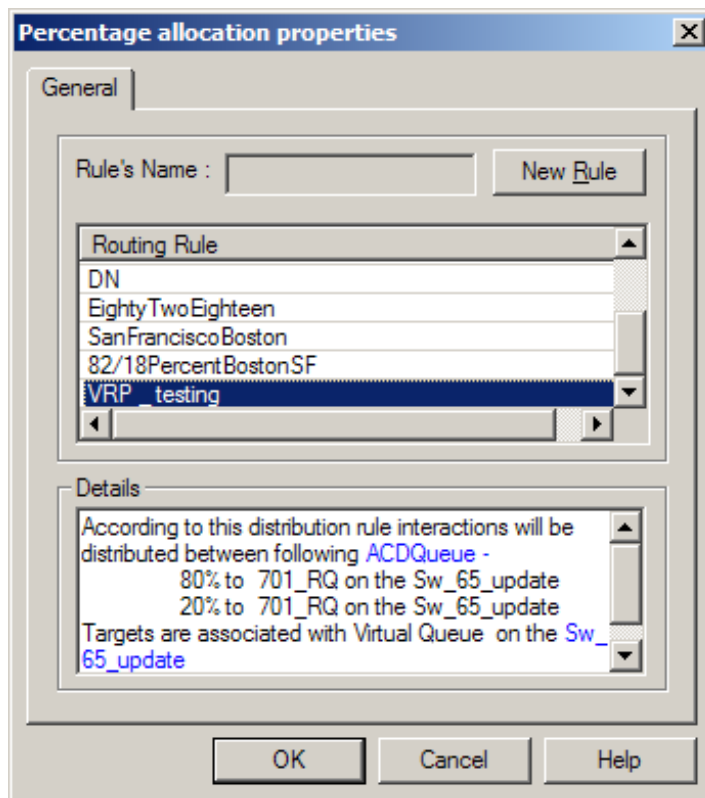 Percentage allocation properties
General
Rule's Name :
New Rule
Routing Rule
DN
EightyTwoEighteen
SanFranciscoBoston
82/18PercentBostonSF
VRP _ testing
Details
According to this distribution rule interactions will be
distributed between following ACDQueue -
80% to 701_RQ on the Sw_65_update
20% to 701_RQ on the Sw_65_update
Targets are associated with Virtual Queue on the Sw_
65_update
OK
Cancel
Help